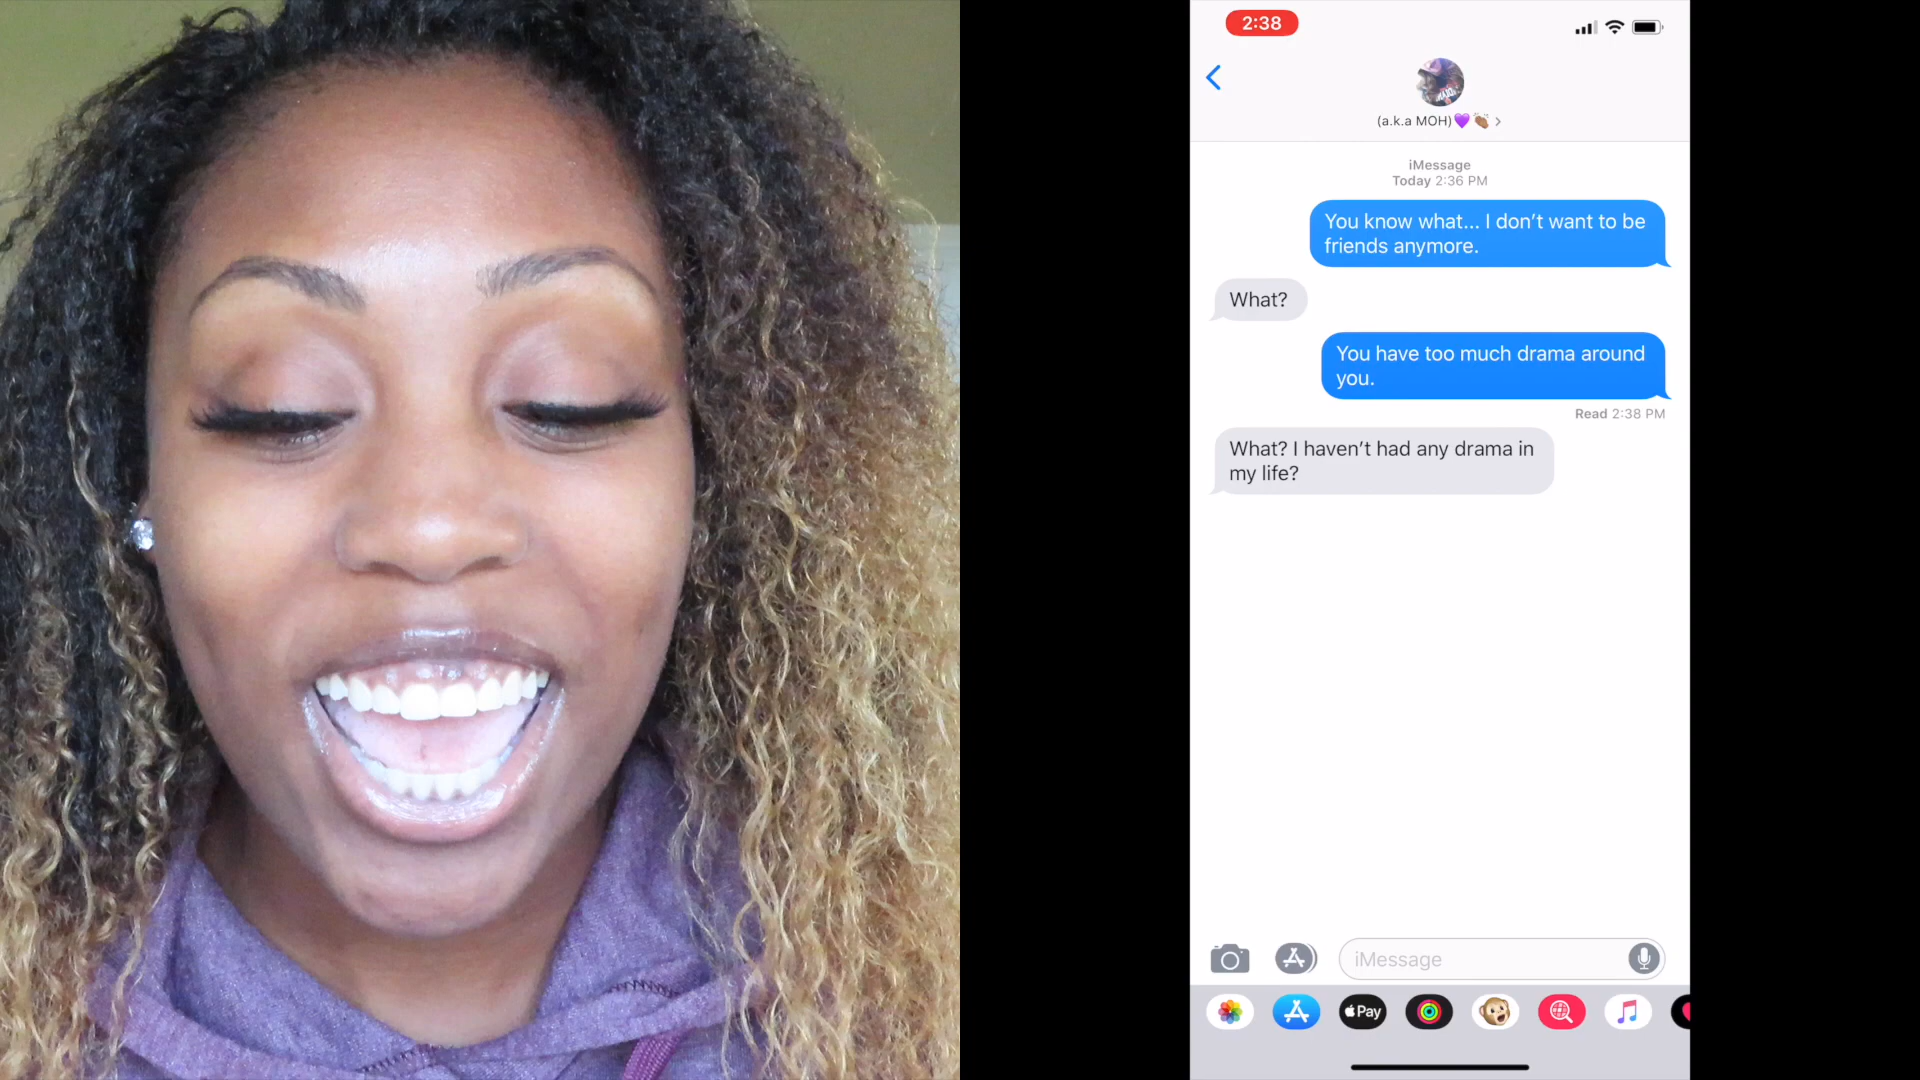 2:38
(a.k.a MOH)💜👏🏽 >
iMessage
Today 2:36 PM
You know what... I don’t want to be
friends anymore.
What?
You have too much drama around
you.
Read 2:38 PM
What? I haven’t had any drama in
my life?
iMessage
Pay